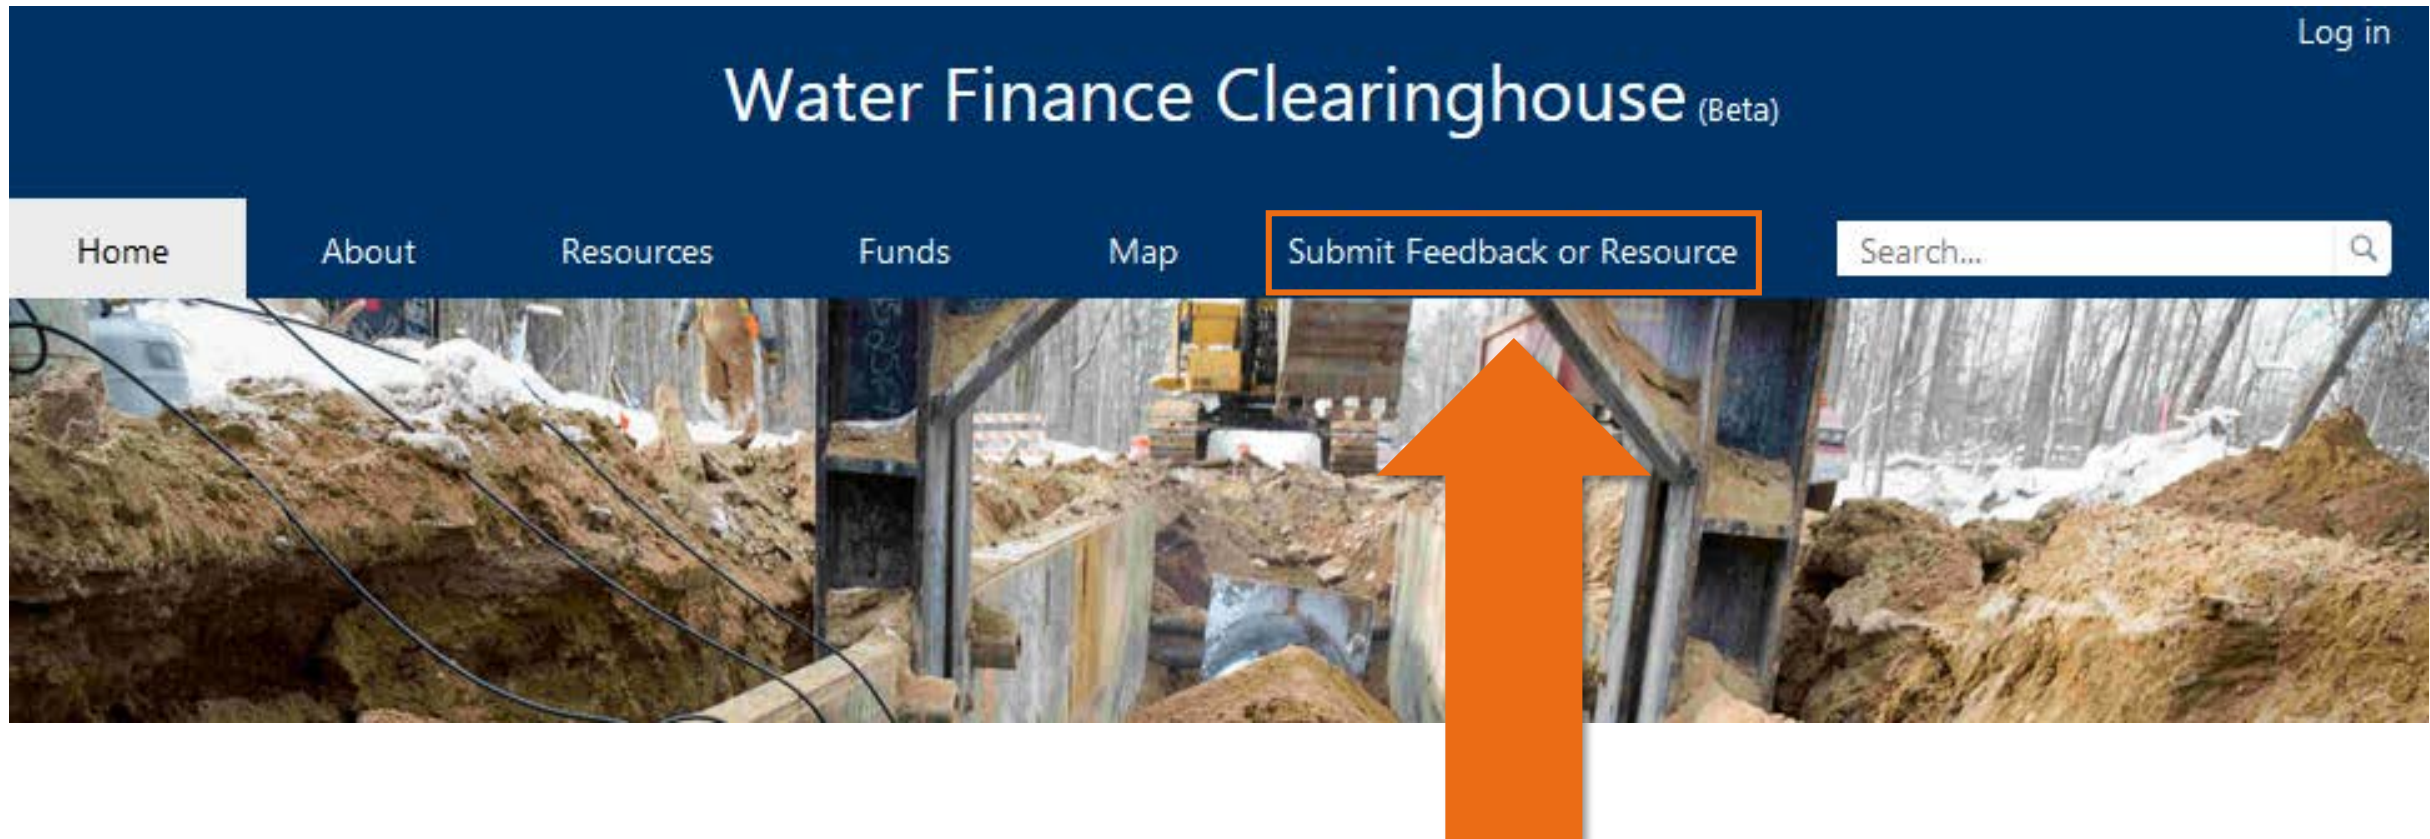 Log in
Water Finance Clearinghouse (Beta)
Home About Resources Funds Map Submit Feedback or Resource Search...